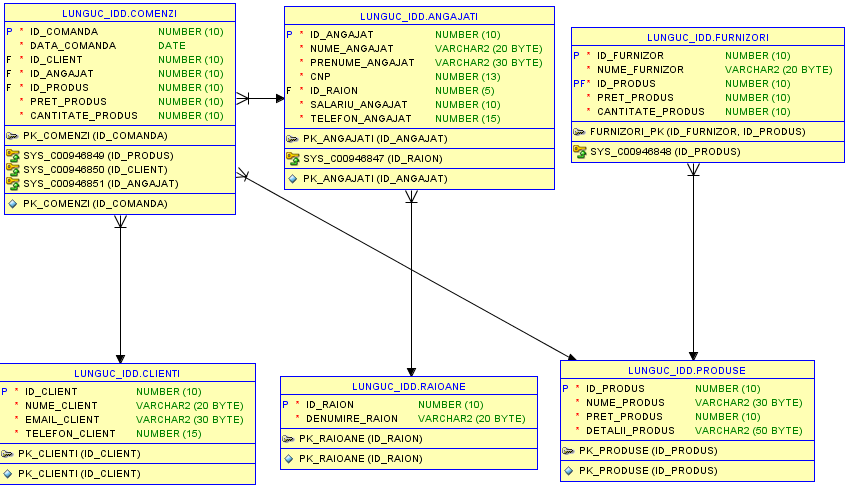 LUNGUC_IDD.COMENZI
P * ID_COMANDA NUMBER (10)
* DATA_COMANDA DATE
F * ID_CLIENT NUMBER (10)
F * ID_ANGAJAT NUMBER (10)
F * ID_PRODUS NUMBER (10)
* PRET_PRODUS NUMBER (10)
* CANTITATE_PRODUS NUMBER (10)
PK_COMENZI (ID_COMANDA)
SYS_C00946849 (ID_PRODUS)
SYS_C00946850 (ID_CLIENT)
SYS_C00946851 (ID_ANGAJAT)
PK_COMENZI (ID_COMANDA)
LUNGUC_IDD.ANGAJATI
P * ID_ANGAJAT NUMBER (10)
* NUME_ANGAJAT VARCHAR2 (20 BYTE)
* PRENUME_ANGAJAT VARCHAR2 (30 BYTE)
* CNP NUMBER (13)
F * ID_RAION NUMBER (5)
* SALARIU_ANGAJAT NUMBER (10)
* TELEFON_ANGAJAT NUMBER (15)
PK_ANGAJATI (ID_ANGAJAT)
SYS_C00946847 (ID_RAION)
PK_ANGAJATI (ID_ANGAJAT)
LUNGUC_IDD.FURNIZORI
P * ID_FURNIZOR NUMBER (10)
* NUME_FURNIZOR VARCHAR2 (20 BYTE)
PF* ID_PRODUS NUMBER (10)
* PRET_PRODUS NUMBER (10)
* CANTITATE_PRODUS NUMBER (10)
FURNIZORI_PK (ID_FURNIZOR, ID_PRODUS)
SYS_C00946848 (ID_PRODUS)
LUNGUC_IDD.CLIENTI
P * ID_CLIENT NUMBER (10)
* NUME_CLIENT VARCHAR2 (20 BYTE)
* EMAIL_CLIENT VARCHAR2 (30 BYTE)
* TELEFON_CLIENT NUMBER (15)
PK_CLIENTI (ID_CLIENT)
PK_CLIENTI (ID_CLIENT)
LUNGUC_IDD.RAIOANE
P * ID_RAION NUMBER (10)
* DENUMIRE_RAION VARCHAR2 (20 BYTE)
PK_RAIOANE (ID_RAION)
PK_RAIOANE (ID_RAION)
LUNGUC_IDD.PRODUSE
P * ID_PRODUS NUMBER (10)
* NUME_PRODUS VARCHAR2 (30 BYTE)
* PRET_PRODUS NUMBER (10)
* DETALII_PRODUS VARCHAR2 (50 BYTE)
PK_PRODUSE (ID_PRODUS)
PK_PRODUSE (ID_PRODUS)